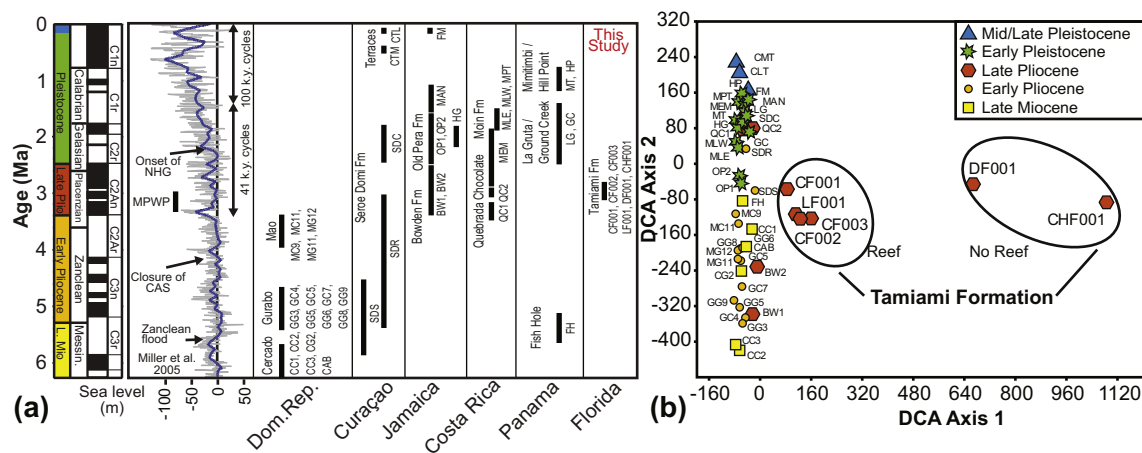 This
Study
0
1
2
3
4
5
6
Age (Ma)
Pleistocene
Late Plio
Early Pliocene
L. Mio
Calabrian
Gelasian
Placenzian
Zanclean
Messin.
C1n
C1r
C2r
C2An
C2Ar
C3n
C3r
100 k.y. cycles
41 k.y. cycles
Onset of
NHG
MPWP
Closure of
CAS
Zanclean
flood
Miller et al.
2005
Sea level
(m)
-100
-50
0
50
Cercado
CC1, CC2,
CC3, CG2,
CAB
Gurabo
GG3, GC4,
GG5, GC5,
GG6, GC7,
GG8, GG9
Mao
MC9, MC11,
MG11, MG12
Seroe Domi Fm
SDS
SDR
SDC
Terraces
CTM CTL
Bowden Fm
BW1, BW2
Old Pera Fm
OP1,OP2
MAN
HG
FM
Quebrada Chocolate
QC1 QC2
MEM
Moin Fm
MLE, MLW, MPT
Fish Hole
FH
La Gruta/
Ground Creek
LG, GC
Minitimbi/
Hill Point
MT, HP
Tamiami Fm
CF001, CF002, CF003
LF001, DF001, CHF001
Dom.Rep.
Curaçao
Jamaica
Costa Rica
Panama
Florida
(a)
320
240
160
80
0
-80
-160
-240
-320
-400
DCA Axis 2
CMT
CLT
HP
FM
MPT
MAN
MEM
LG
MT
SDC
HG
QC2
QC1
GC
MLW
SDR
MLE
OP2
OP1
SDS
FH
MC9
MC11
CC1
GG8
GG6
MG12
CAB
MG11
GC5
CG2
BW2
GC7
GG9
GG5
GC4
BW1
GG3
CC3
CC2
CF001
LF001
CF003
CF002
Reef
DF001
CHF001
No Reef
Tamiami Formation
Mid/Late Pleistocene
Early Pleistocene
Late Pliocene
Early Pliocene
Late Miocene
-160
0
160
320
480
640
800
960
1120
DCA Axis 1
(b)